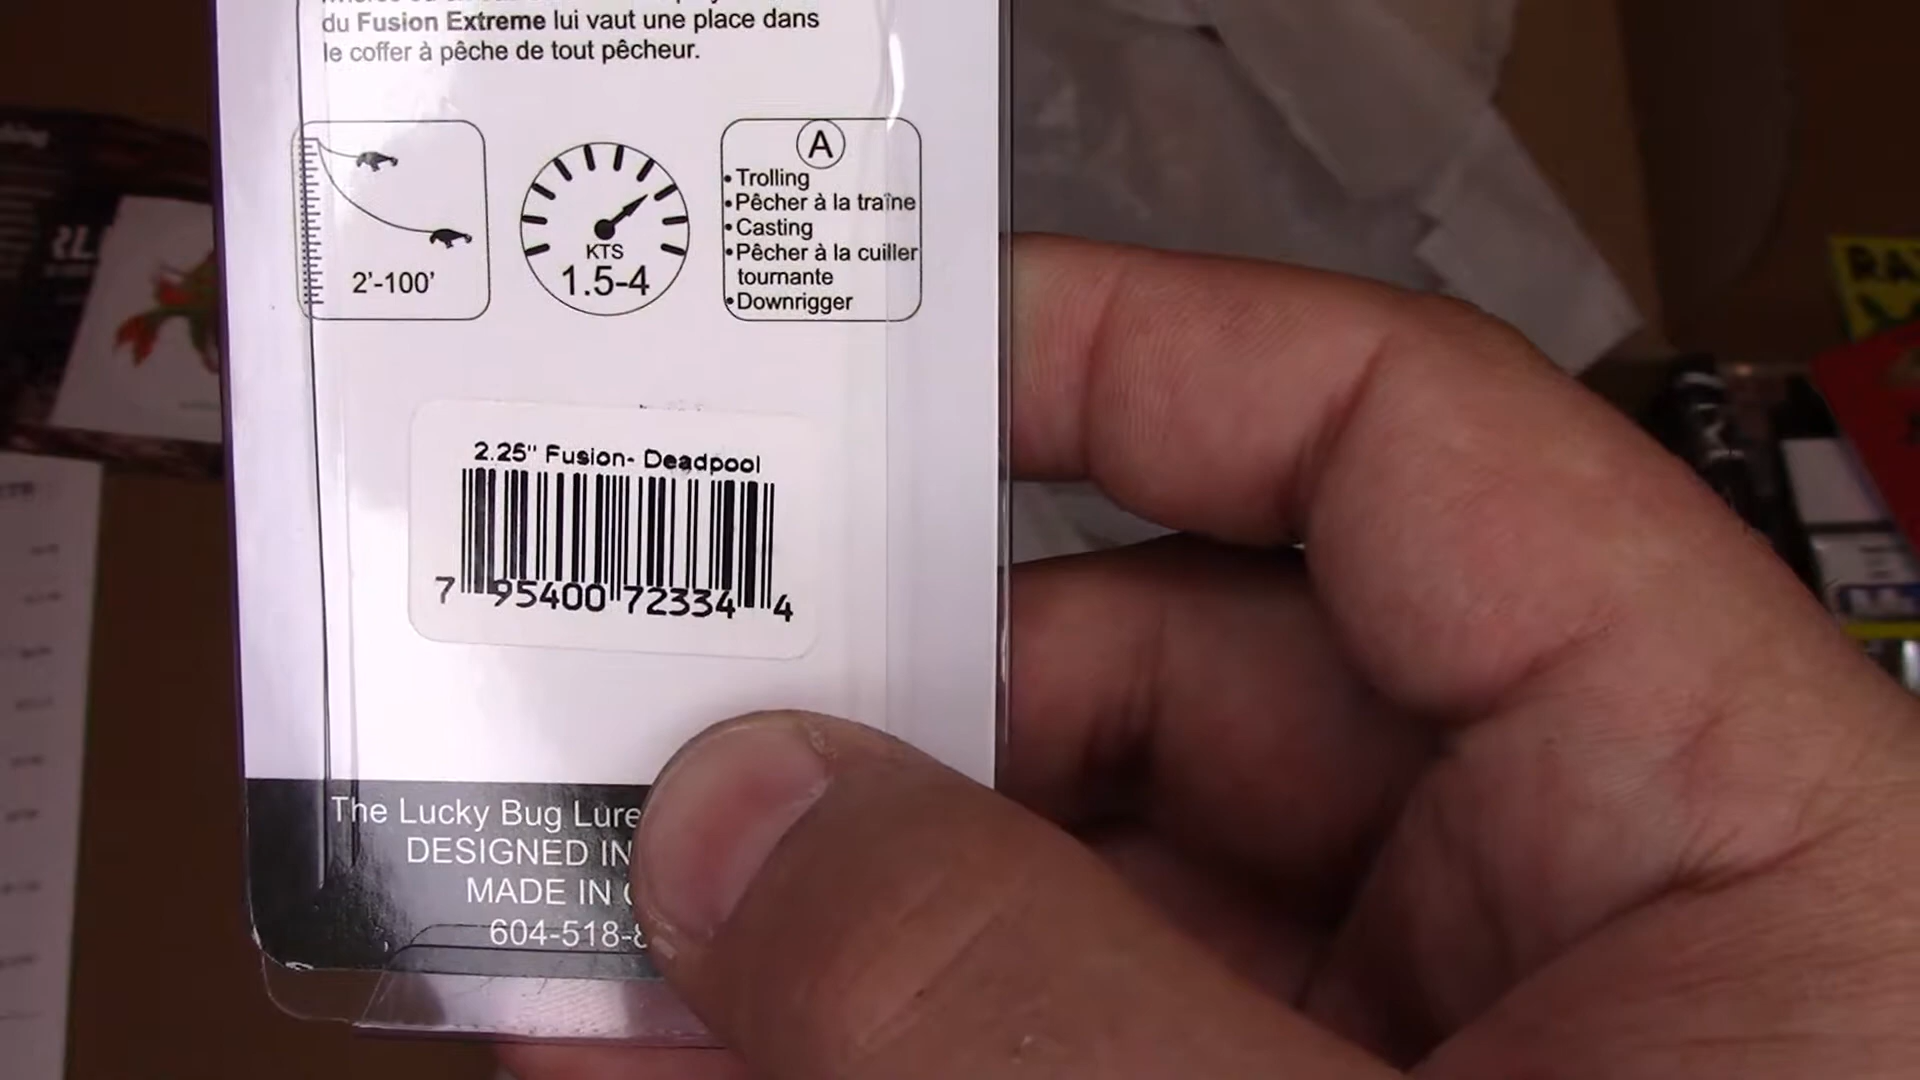 du Fusion Extreme lui vaut une place dans
le coffer à pêche de tout pêcheur.
2'-100'
KTS
1.5-4
A
• Trolling
• Pêcher à la traîne
• Casting
• Pêcher à la cuiller
tournante
• Downrigger
2.25" Fusion- Deadpool
7 95400 72334 4
The Lucky Bug Lure
DESIGNED IN
MADE IN
604-518-